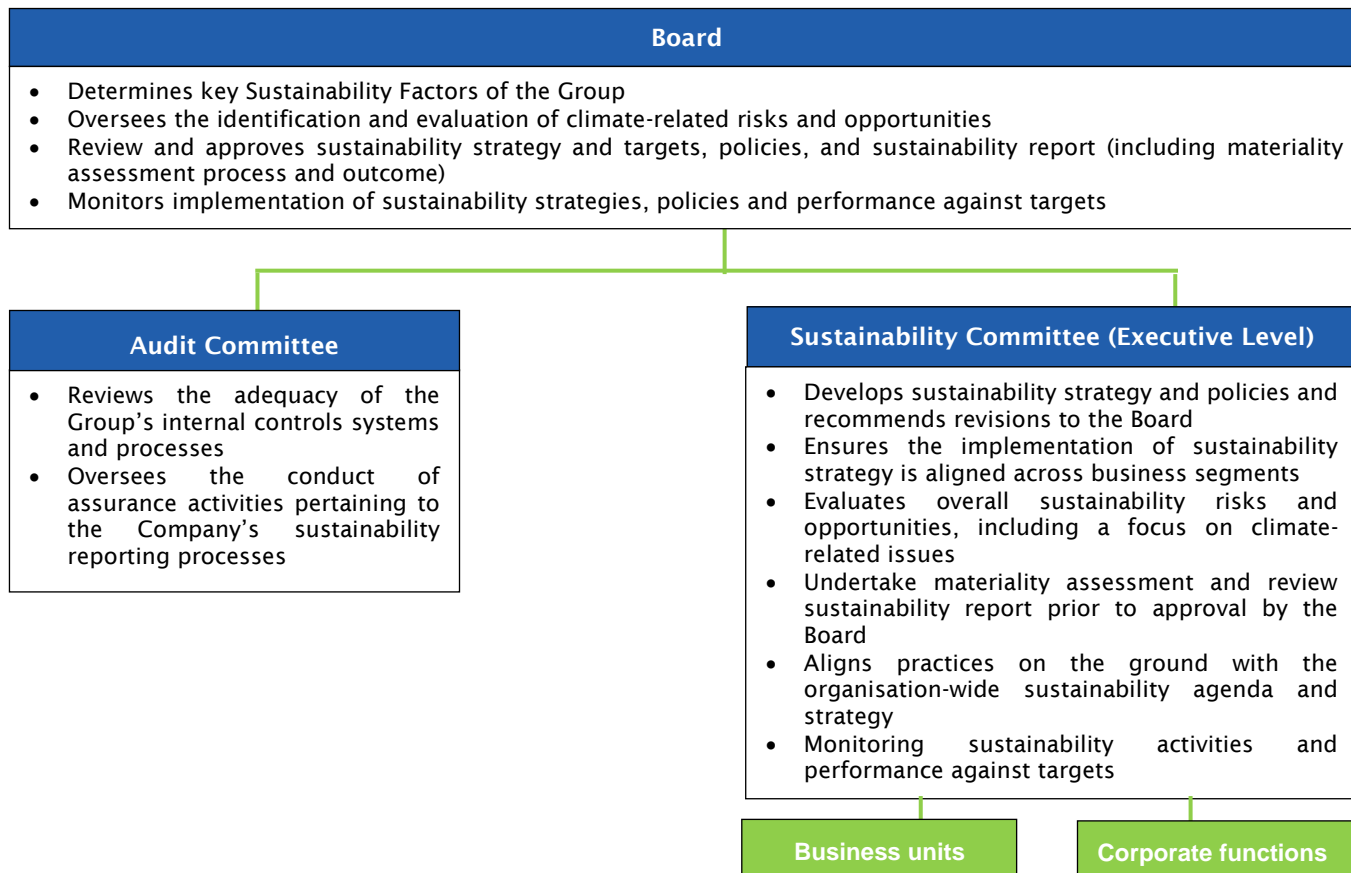 Board
• Determines key Sustainability Factors of the Group
• Oversees the identification and evaluation of climate-related risks and opportunities
• Review and approves sustainability strategy and targets, policies, and sustainability report (including materiality
assessment process and outcome)
• Monitors implementation of sustainability strategies, policies and performance against targets
Audit Committee
• Reviews the adequacy of the
Group’s internal controls systems
and processes
• Oversees the conduct of
assurance activities pertaining to
the Company’s sustainability
reporting processes
Sustainability Committee (Executive Level)
• Develops sustainability strategy and policies and
recommends revisions to the Board
• Ensures the implementation of sustainability
strategy is aligned across business segments
• Evaluates overall sustainability risks and
opportunities, including a focus on climate-
related issues
• Undertake materiality assessment and review
sustainability report prior to approval by the
Board
• Aligns practices on the ground with the
organisation-wide sustainability agenda and
strategy
• Monitoring sustainability activities and
performance against targets
Business units
Corporate functions